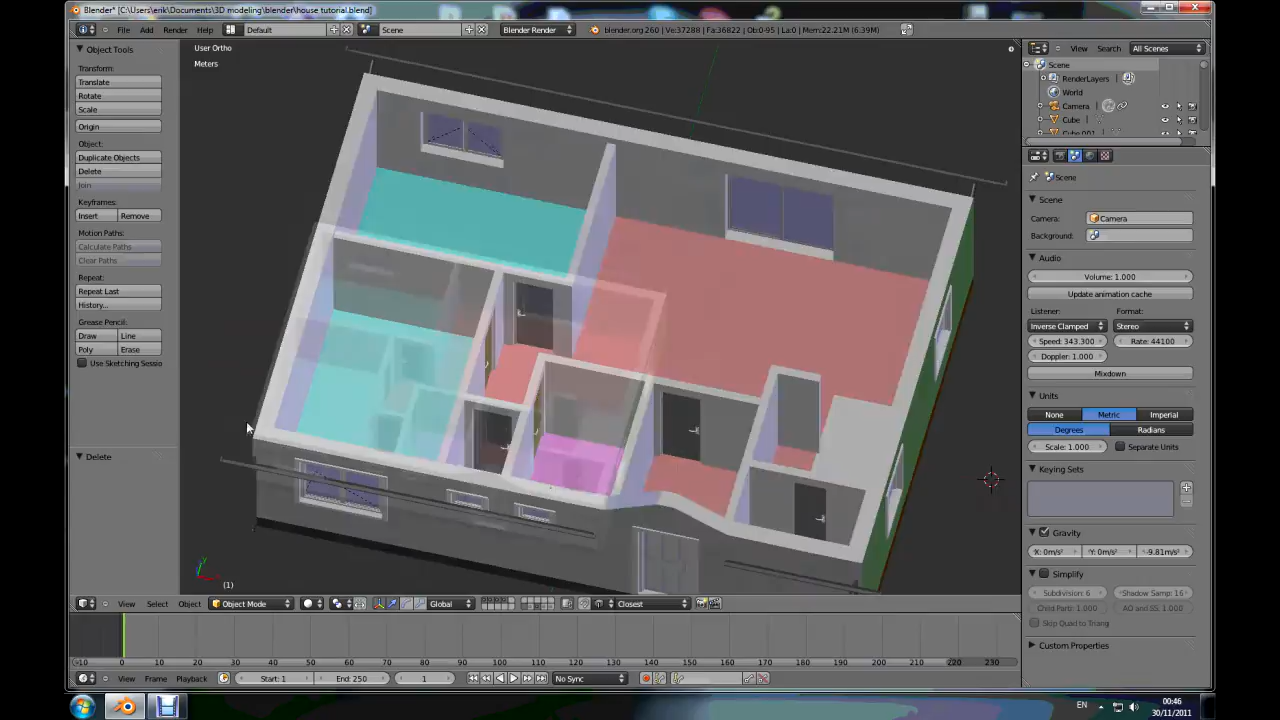 Blender* [C:\Users\erik\Documents\3D modeling\blender\house tutorial.blend]
File Add Render Help Default Scene Blender Render blender.org 260 | Ve:37288 | Fa:36822 | Ob:0-95 | La:0 | Mem:22.21M (6.39M)
View Search All Scenes
Object Tools
Transform:
Translate
Rotate
Scale
Origin
Object:
Duplicate Objects
Delete
Join
Keyframes:
Insert Remove
Motion Paths:
Calculate Paths
Clear Paths
Repeat:
Repeat Last
History...
Grease Pencil:
Draw Line
Poly Erase
Use Sketching Sessio
Delete
User Ortho
Meters
(1)
Scene
RenderLayers
World
Camera
Cube
Cube.001
Scene
Scene
Camera: Camera
Background:
Audio
Volume: 1.000
Update animation cache
Listener: Format:
Inverse Clamped Stereo
Speed: 343.300 Rate: 44100
Doppler: 1.000
Mixdown
Units
None Metric Imperial
Degrees Radians
Scale: 1.000 Separate Units
Keying Sets
Gravity
X: 0m/s² Y: 0m/s² -9.81m/s²
Simplify
Subdivision: 6 Shadow Samp: 16
Child Parti: 1.000 AO and SS: 1.000
Skip Quad to Triang
Custom Properties
View Select Object Object Mode Global Closest
-10 0 10 20 30 40 50 60 70 80 90 100 110 120 130 140 150 160 170 180 190 200 210 220 230
View Frame Playback Start: 1 End: 250 1 No Sync
EN
00:46
30/11/2011